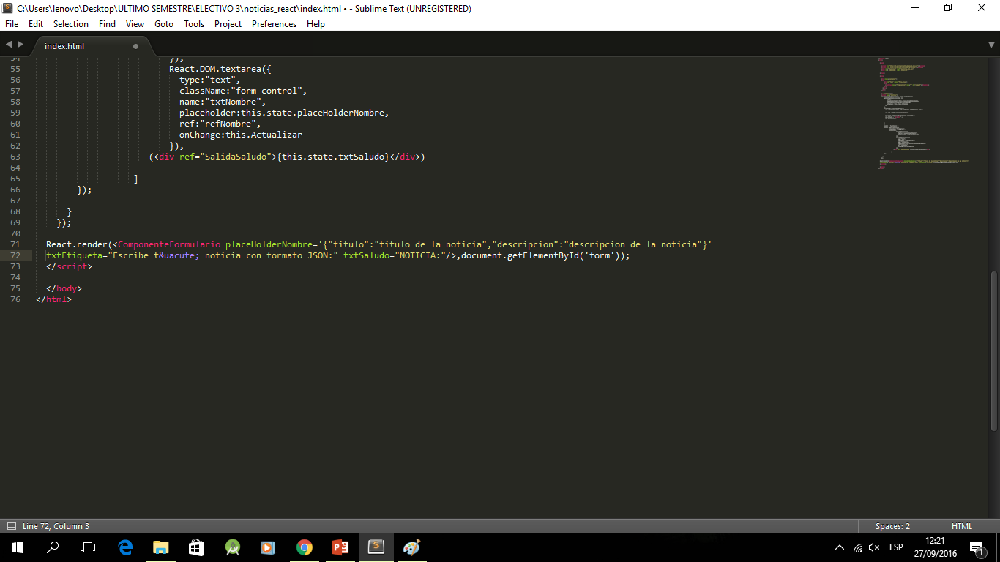 C:\Users\lenovo\Desktop\ULTIMO SEMESTRE\ELECTIVO 3\noticias_react\index.html • - Sublime Text (UNREGISTERED)
File Edit Selection Find View Goto Tools Project Preferences Help
index.html
54 }),
55 React.DOM.textarea({
56 type:"text",
57 className:"form-control",
58 name:"txtNombre",
59 placeholder:this.state.placeHolderNombre,
60 ref:"refNombre",
61 onChange:this.Actualizar
62 }),
63 (<div ref="SalidaSaludo">{this.state.txtSaludo}</div>)
64
65 ]
66 });
67
68 }
69 });
70
71 React.render(<ComponenteFormulario placeHolderNombre='{"titulo":"titulo de la noticia","descripcion":"descripcion de la noticia"}'
72 txtEtiqueta="Escribe t&uacute; noticia con formato JSON:" txtSaludo="NOTICIA:"/>,document.getElementById('form'));
73 </script>
74
75 </body>
76 </html>
Line 72, Column 3 Spaces: 2 HTML
ESP
12:21
27/09/2016
1